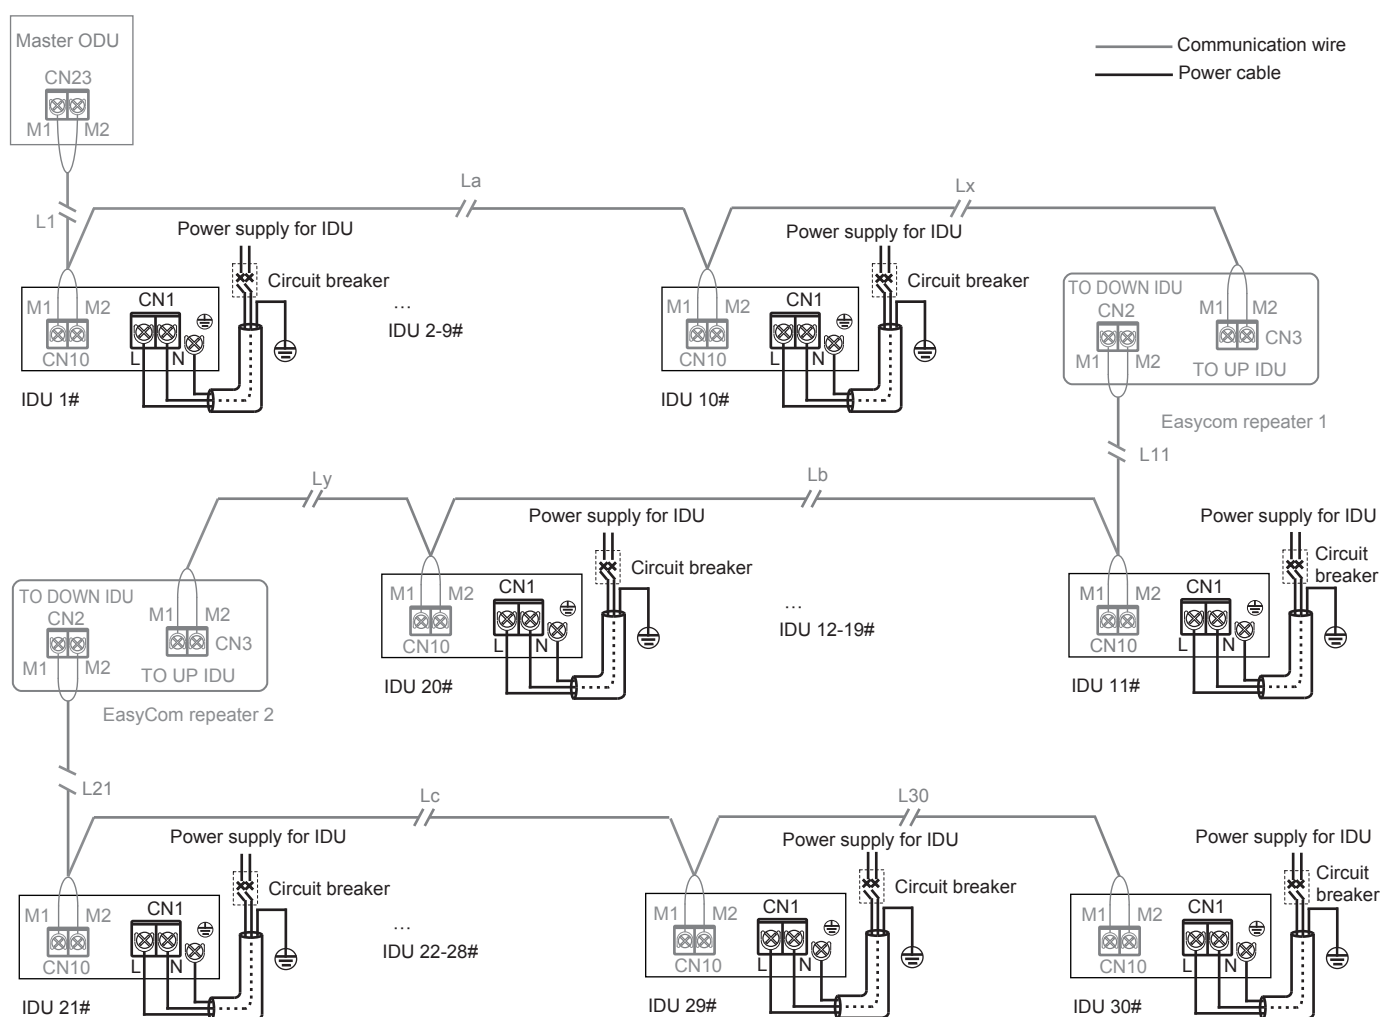 Master ODU
CN23
M1 M2
Communication wire
Power cable
L1
La
Lx
Power supply for IDU
Circuit breaker
M1 M2
CN10
CN1
L N
IDU 1#
...
IDU 2-9#
Power supply for IDU
Circuit breaker
M1 M2
CN10
CN1
L N
IDU 10#
TO DOWN IDU
CN2
M1 M2
M1 M2
CN3
TO UP IDU
Easycom repeater 1
L11
Ly
Lb
TO DOWN IDU
CN2
M1 M2
M1 M2
CN3
TO UP IDU
EasyCom repeater 2
Power supply for IDU
Circuit breaker
M1 M2
CN10
CN1
L N
IDU 20#
...
IDU 12-19#
Power supply for IDU
Circuit
breaker
M1 M2
CN10
CN1
L N
IDU 11#
L21
Lc
L30
Power supply for IDU
Circuit breaker
M1 M2
CN10
CN1
L N
IDU 21#
...
IDU 22-28#
Power supply for IDU
Circuit breaker
M1 M2
CN10
CN1
L N
IDU 29#
Power supply for IDU
Circuit
breaker
M1 M2
CN10
CN1
L N
IDU 30#